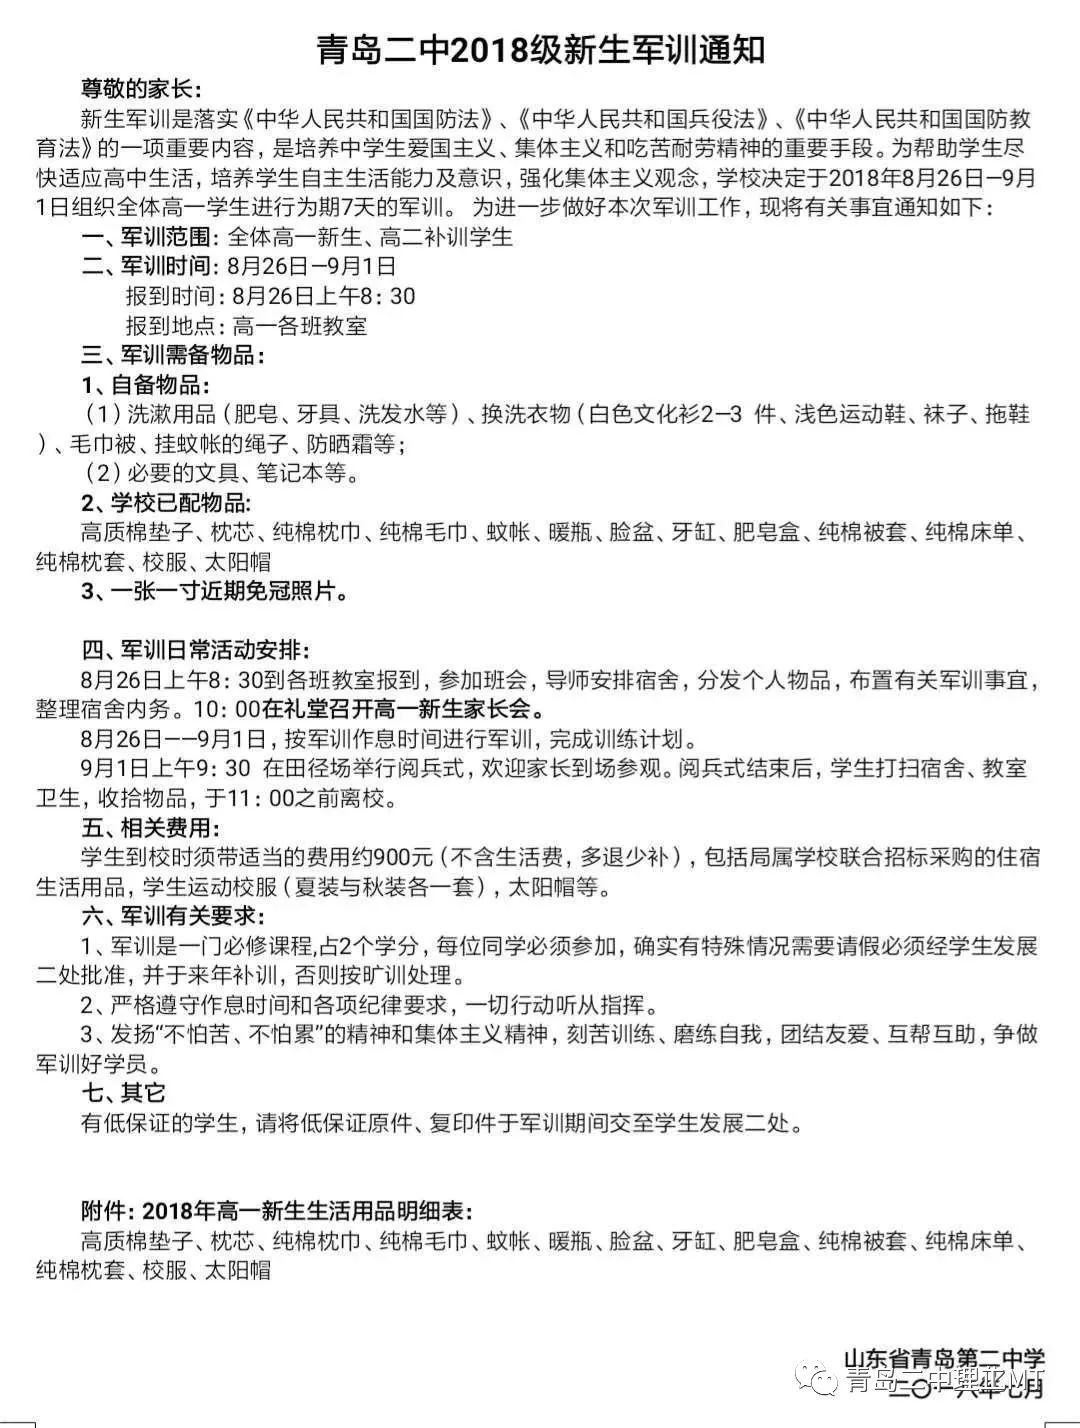 青岛二中2018级新生军训通知
尊敬的家长：
新生军训是落实《中华人民共和国国防法》、《中华人民共和国兵役法》、《中华人民共和国国防教
育法》的一项重要内容，是培养中学生爱国主义、集体主义和吃苦耐劳精神的重要手段。为帮助学生尽
快适应高中生活，培养学生自主生活能力及意识，强化集体主义观念，学校决定于2018年8月26日—9月
1日组织全体高一学生进行为期7天的军训。 为进一步做好本次军训工作，现将有关事宜通知如下：
一、军训范围：全体高一新生、高二补训学生
二、军训时间：8月26日—9月1日
报到时间：8月26日上午8：30
报到地点：高一各班教室
三、军训需备物品：
1、自备物品：
（1）洗漱用品（肥皂、牙具、洗发水等）、换洗衣物（白色文化衫2—3 件、浅色运动鞋、袜子、拖鞋
）、毛巾被、挂蚊帐的绳子、防晒霜等；
（2）必要的文具、笔记本等。
2、学校已配物品:
高质棉垫子、枕芯、纯棉枕巾、纯棉毛巾、蚊帐、暖瓶、脸盆、牙缸、肥皂盒、纯棉被套、纯棉床单、
纯棉枕套、校服、太阳帽
3、一张一寸近期免冠照片。
四、军训日常活动安排：
8月26日上午8：30到各班教室报到，参加班会，导师安排宿舍，分发个人物品，布置有关军训事宜，
整理宿舍内务。10：00在礼堂召开高一新生家长会。
8月26日——9月1日，按军训作息时间进行军训，完成训练计划。
9月1日上午9：30 在田径场举行阅兵式，欢迎家长到场参观。阅兵式结束后，学生打扫宿舍、教室
卫生，收拾物品，于11：00之前离校。
五、相关费用：
学生到校时须带适当的费用约900元（不含生活费，多退少补），包括局属学校联合招标采购的住宿
生活用品，学生运动校服（夏装与秋装各一套），太阳帽等。
六、军训有关要求：
1、军训是一门必修课程,占2个学分，每位同学必须参加，确实有特殊情况需要请假必须经学生发展
二处批准，并于来年补训，否则按旷训处理。
2、严格遵守作息时间和各项纪律要求，一切行动听从指挥。
3、发扬“不怕苦、不怕累”的精神和集体主义精神，刻苦训练、磨练自我，团结友爱、互帮互助，争做
军训好学员。
七、其它
有低保证的学生，请将低保证原件、复印件于军训期间交至学生发展二处。
附件：2018年高一新生生活用品明细表：
高质棉垫子、枕芯、纯棉枕巾、纯棉毛巾、蚊帐、暖瓶、脸盆、牙缸、肥皂盒、纯棉被套、纯棉床单、
纯棉枕套、校服、太阳帽
山东省青岛第二中学
青岛二中理花MT
二〇一六年七月